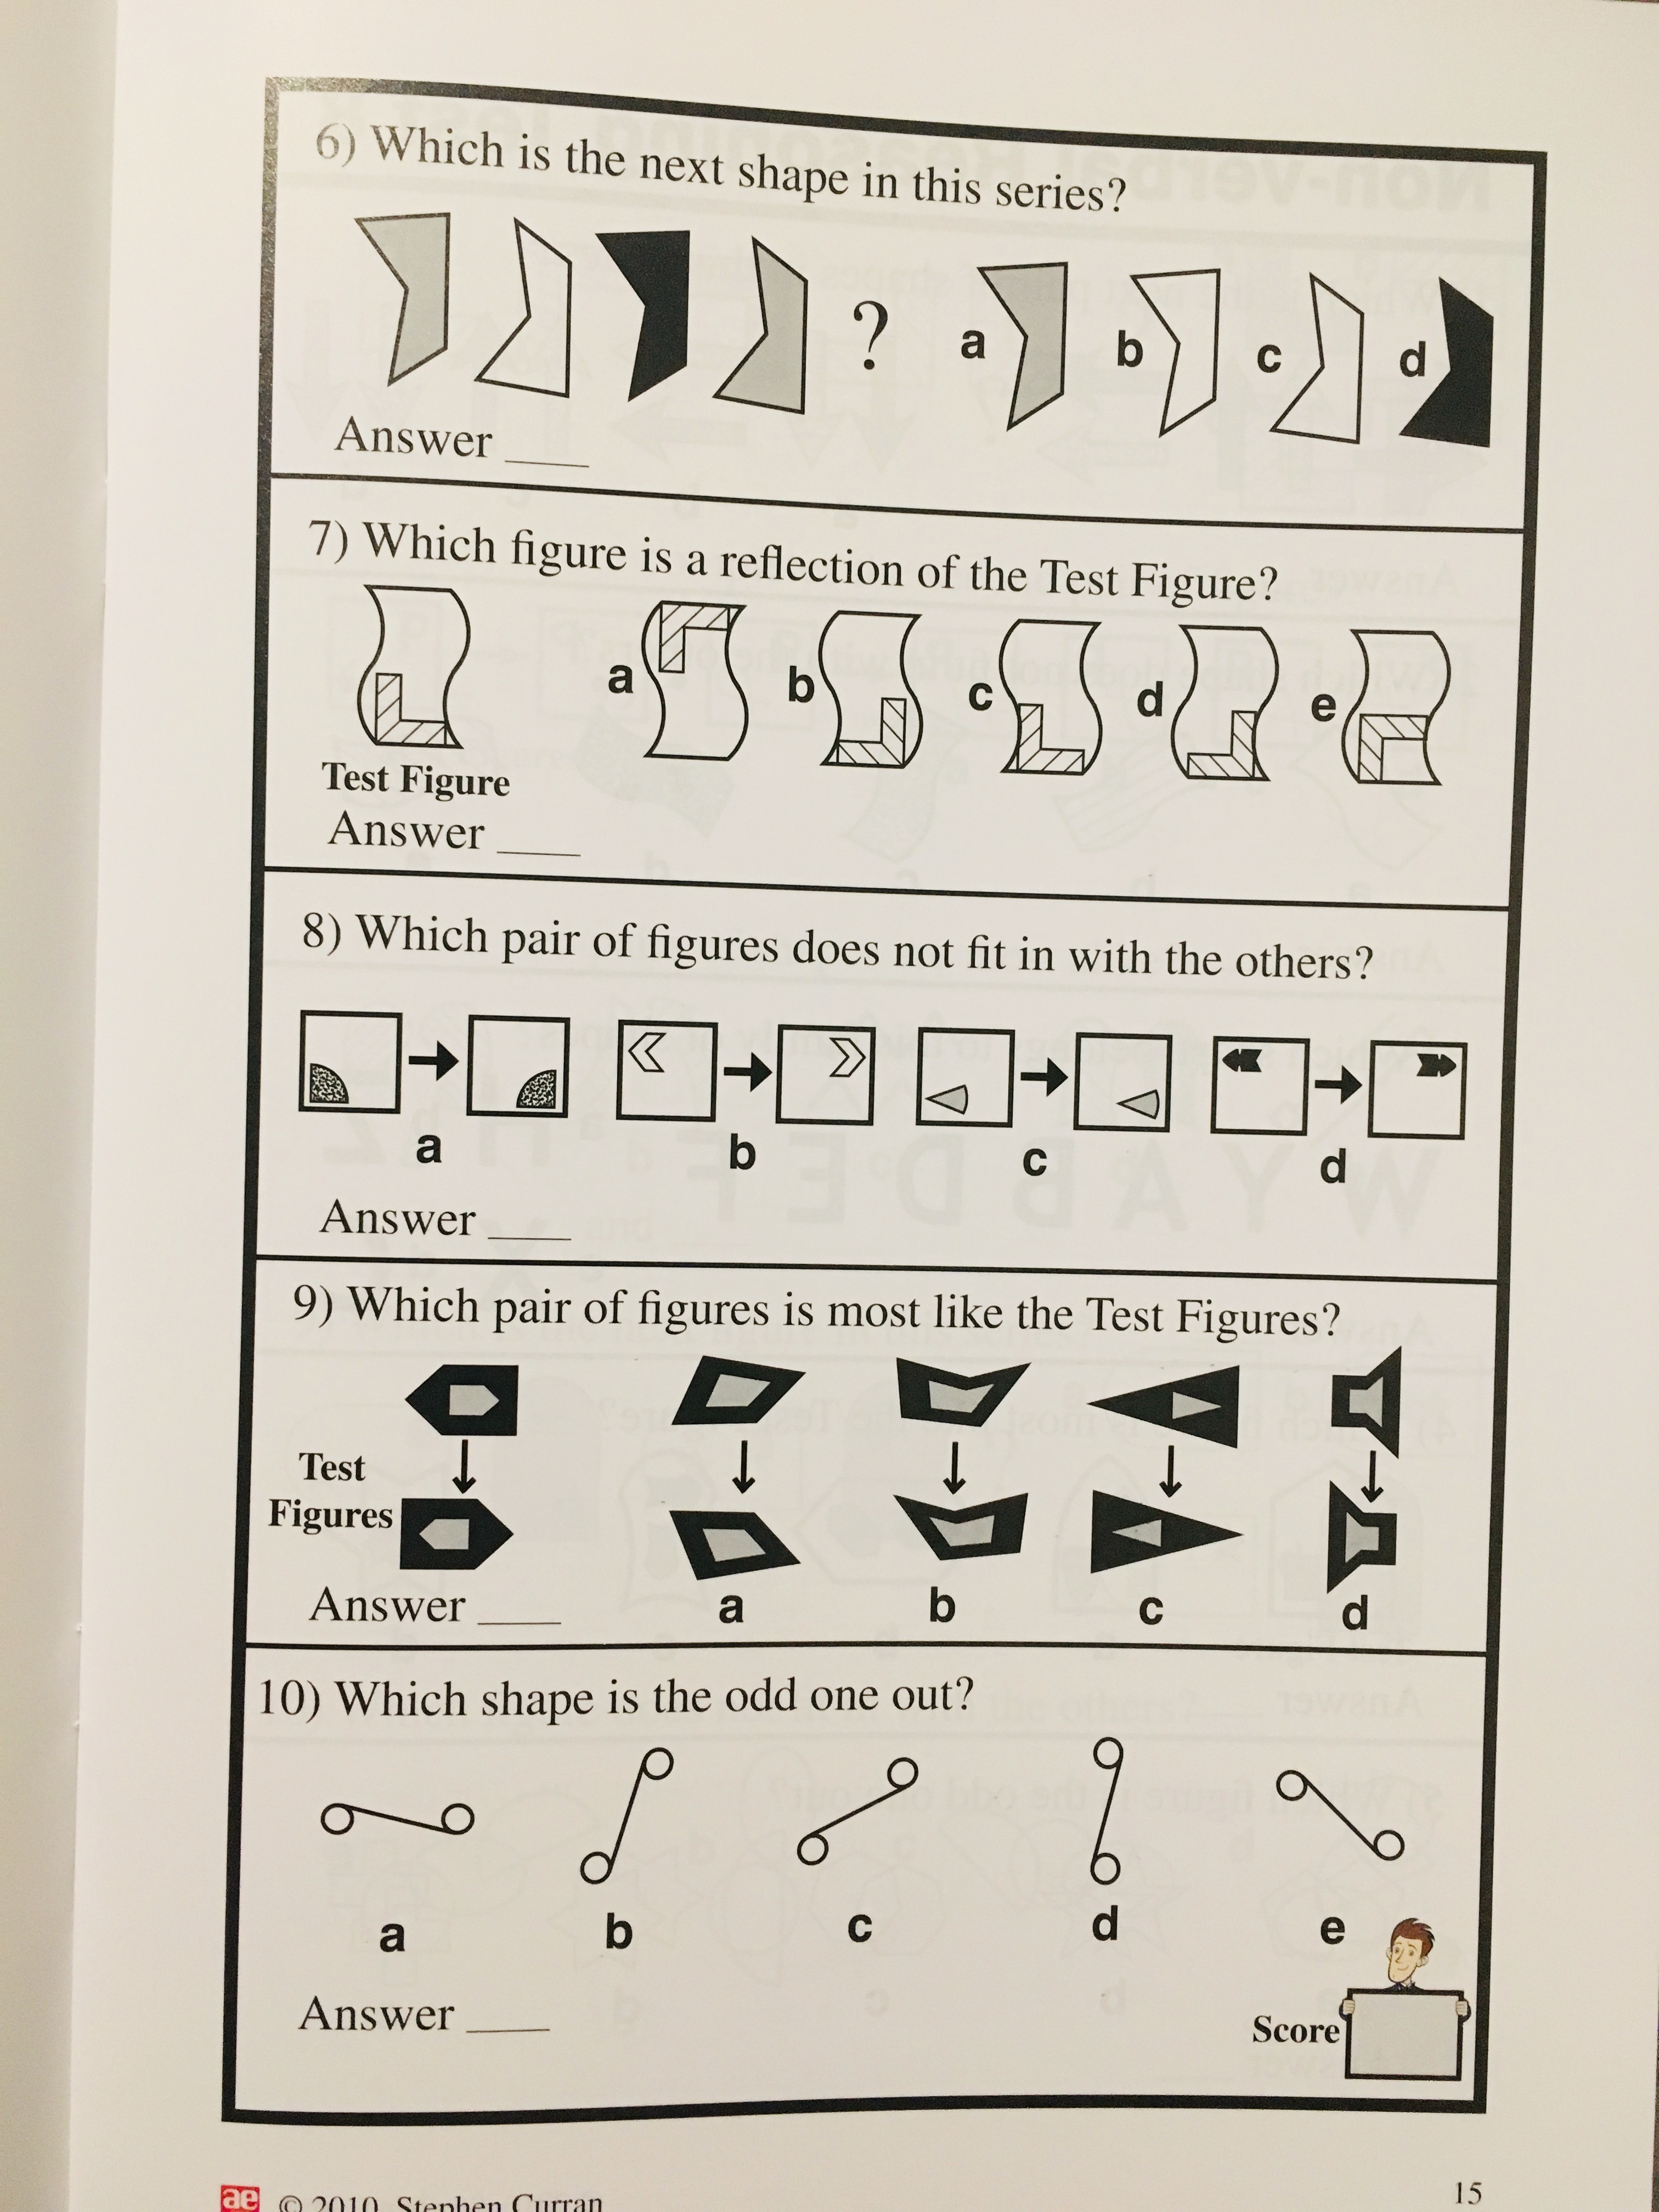 6) Which is the next shape in this series?
?
a
b
c
d
Answer ____
7) Which figure is a reflection of the Test Figure?
a
b
c
d
e
Test Figure
Answer ____
8) Which pair of figures does not fit in with the others?
a
b
c
d
Answer ____
9) Which pair of figures is most like the Test Figures?
Test
Figures
a
b
c
d
Answer ____
10) Which shape is the odd one out?
a
b
c
d
e
Answer ____
Score
ae © 2010 Stephen Curran
15